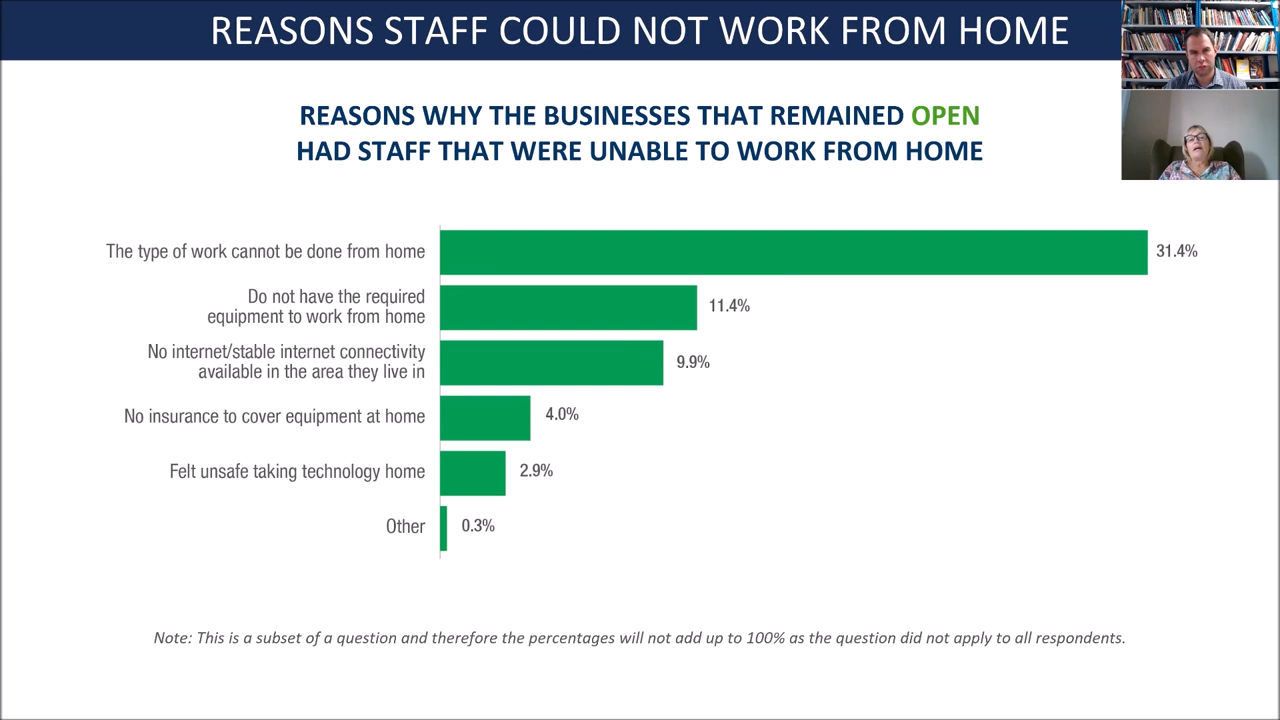 REASONS STAFF COULD NOT WORK FROM HOME
REASONS WHY THE BUSINESSES THAT REMAINED OPEN
HAD STAFF THAT WERE UNABLE TO WORK FROM HOME
The type of work cannot be done from home
31.4%
Do not have the required
equipment to work from home
11.4%
No internet/stable internet connectivity
available in the area they live in
9.9%
No insurance to cover equipment at home
4.0%
Felt unsafe taking technology home
2.9%
Other
0.3%
Note: This is a subset of a question and therefore the percentages will not add up to 100% as the question did not apply to all respondents.